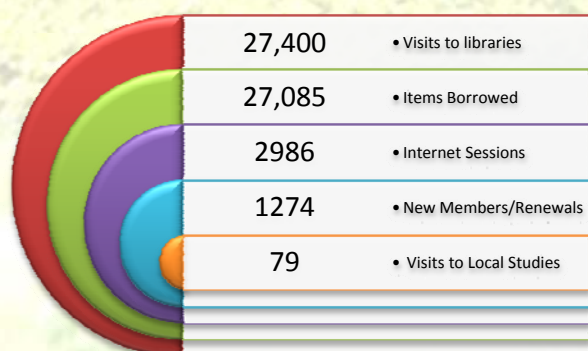 27,400 • Visits to libraries
27,085 • Items Borrowed
2986 • Internet Sessions
1274 • New Members/Renewals
79 • Visits to Local Studies